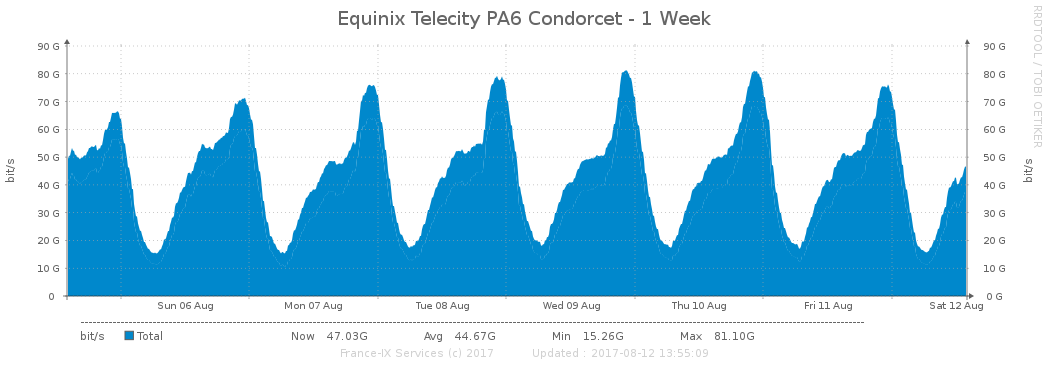 Equinix Telecity PA6 Condorcet - 1 Week
RRDTOOL / TOBI OETIKER
bit/s
90 G
80 G
70 G
60 G
50 G
40 G
30 G
20 G
10 G
0
90 G
80 G
70 G
60 G
50 G
40 G
30 G
20 G
10 G
0 G
bit/s
Sun 06 Aug Mon 07 Aug Tue 08 Aug Wed 09 Aug Thu 10 Aug Fri 11 Aug Sat 12 Aug
bit/s Total Now 47.03G Avg 44.67G Min 15.26G Max 81.10G
France-IX Services (c) 2017 Updated : 2017-08-12 13:55:09